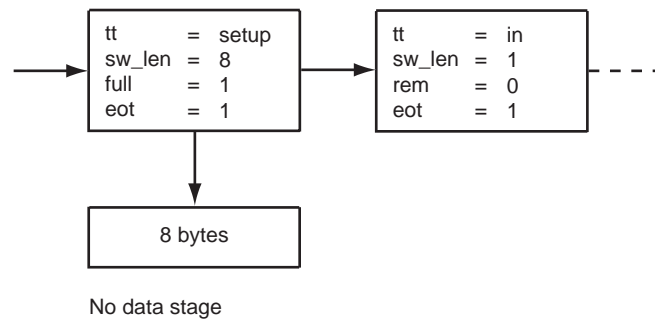 tt = setup
sw_len = 8
full = 1
eot = 1
tt = in
sw_len = 1
rem = 0
eot = 1
8 bytes
No data stage